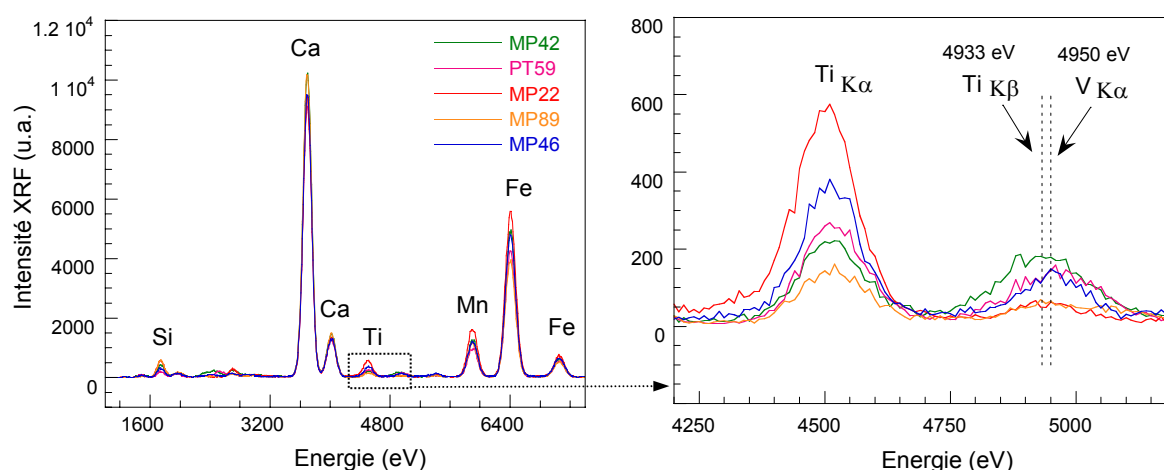 1.2 10⁴
1 10⁴
8000
6000
4000
2000
0
Intensité XRF (u.a.)
1600
3200
4800
6400
Energie (eV)
Si
Ca
Ca
Ti
Mn
Fe
Fe
MP42
PT59
MP22
MP89
MP46
800
600
400
200
0
4250
4500
4750
5000
Energie (eV)
Ti Kα
4933 eV
Ti Kβ
4950 eV
V Kα